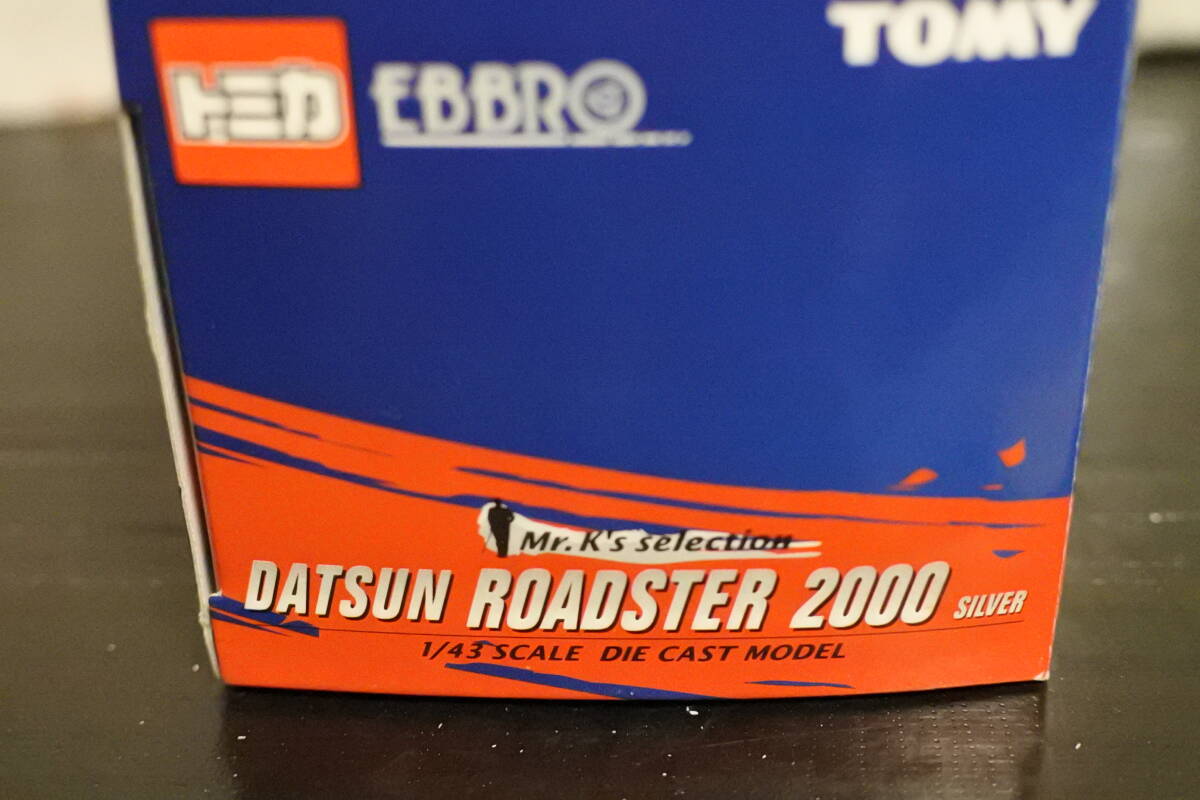 TOMY
トミカ EBBRO
Mr. K's selection
DATSUN ROADSTER 2000 SILVER
1/43 SCALE DIE CAST MODEL